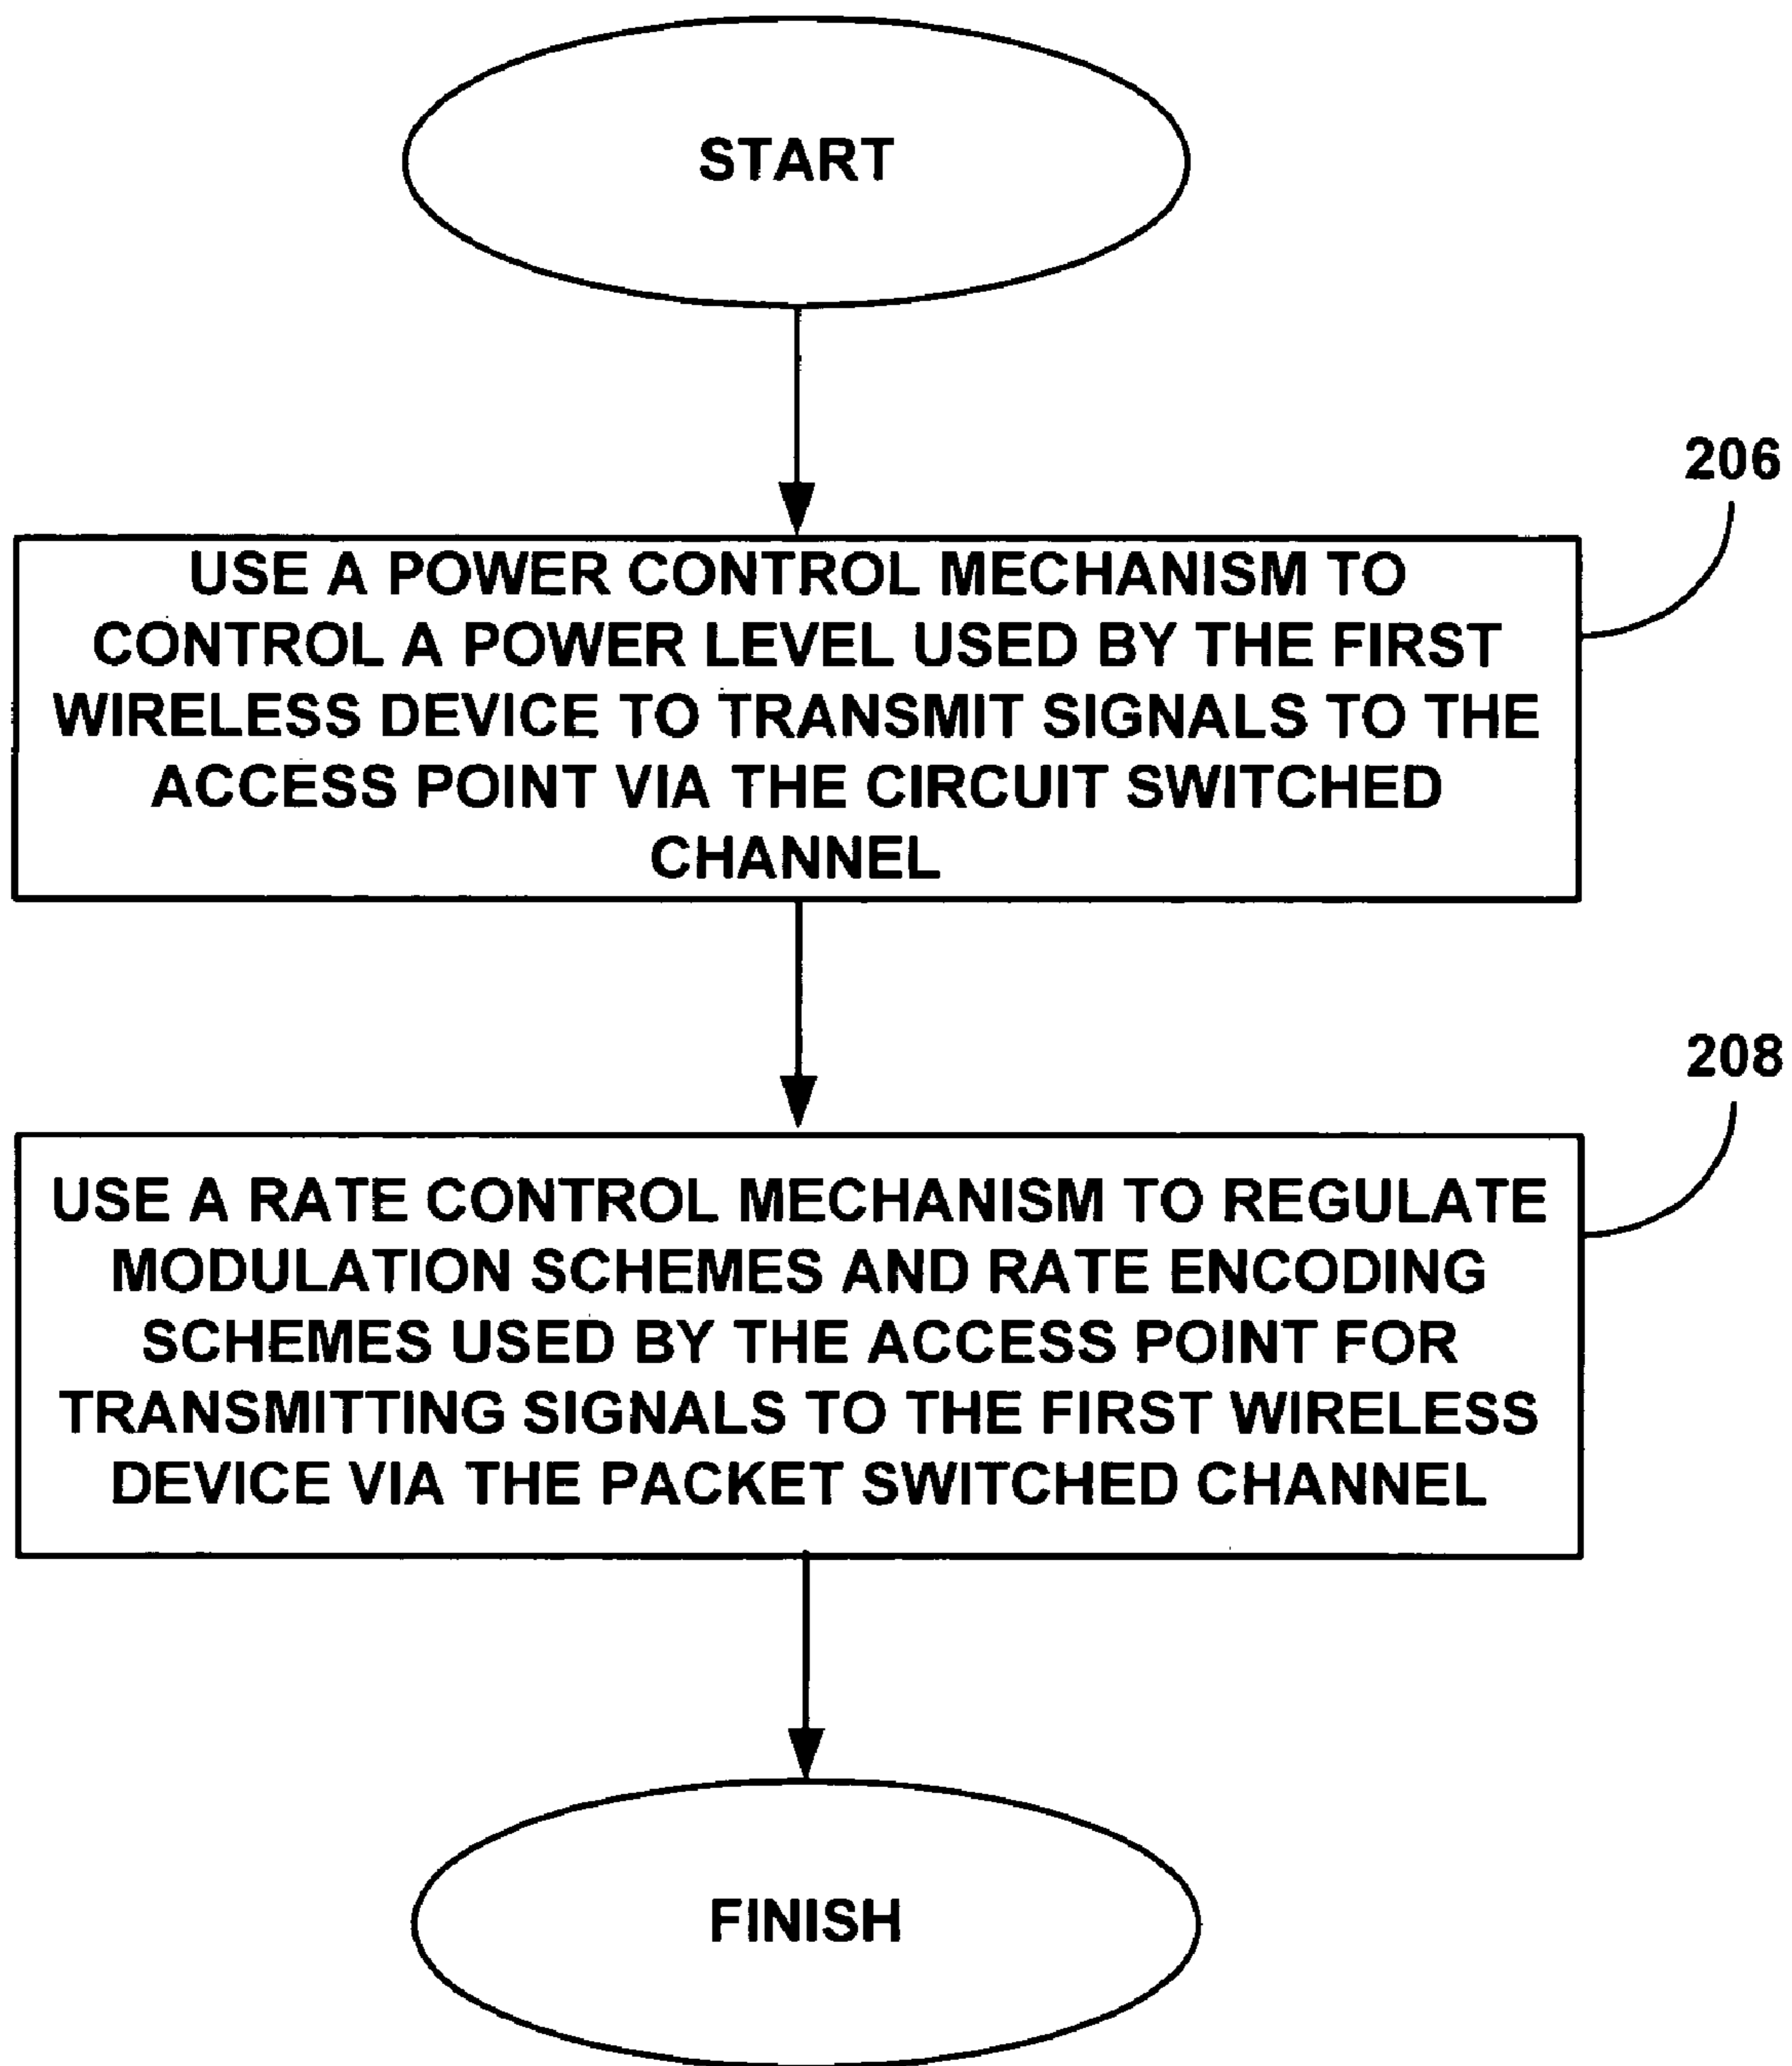 START
206
USE A POWER CONTROL MECHANISM TO
CONTROL A POWER LEVEL USED BY THE FIRST
WIRELESS DEVICE TO TRANSMIT SIGNALS TO THE
ACCESS POINT VIA THE CIRCUIT SWITCHED
CHANNEL
208
USE A RATE CONTROL MECHANISM TO REGULATE
MODULATION SCHEMES AND RATE ENCODING
SCHEMES USED BY THE ACCESS POINT FOR
TRANSMITTING SIGNALS TO THE FIRST WIRELESS
DEVICE VIA THE PACKET SWITCHED CHANNEL
FINISH